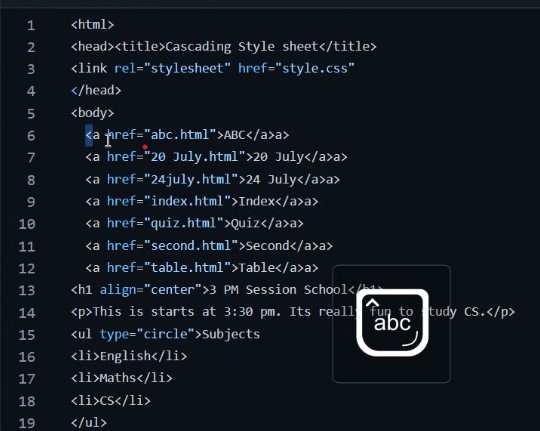 1 <html>
2 <head><title>Cascading Style sheet</title>
3 <link rel="stylesheet" href="style.css"
4 </head>
5 <body>
6 <a href="abc.html">ABC</a>a>
7 <a href="20 July.html">20 July</a>a>
8 <a href="24july.html">24 July</a>a>
9 <a href="index.html">Index</a>a>
10 <a href="quiz.html">Quiz</a>a>
11 <a href="second.html">Second</a>a>
12 <a href="table.html">Table</a>a>
13 <h1 align="center">3 PM Session School</h1>
14 <p>This is starts at 3:30 pm. Its really fun to study CS.</p>
abc
15 <ul type="circle">Subjects
16 <li>English</li>
17 <li>Maths</li>
18 <li>CS</li>
19 </ul>